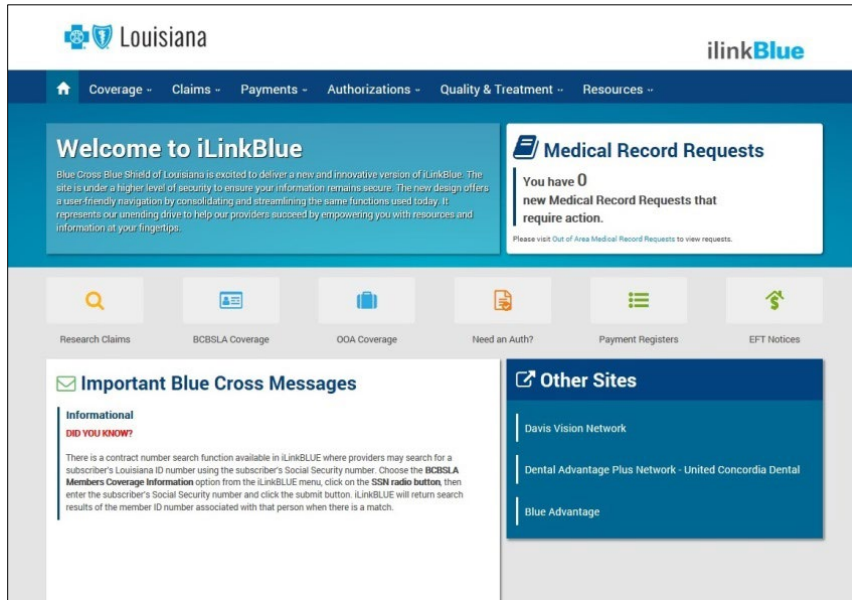 Louisiana
ilinkBlue
Coverage
Claims
Payments
Authorizations
Quality & Treatment
Resources
Welcome to iLinkBlue
Blue Cross Blue Shield of Louisiana is excited to deliver a new and innovative version of iLinkBlue. The
site is under a higher level of security to ensure your information remains secure. The new design offers
a user-friendly navigation by consolidating and streamlining the same functions used today. It
represents our unending drive to help our providers succeed by empowering you with resources and
information at your fingertips.
Medical Record Requests
You have 0
new Medical Record Requests that
require action.
Please visit Out of Area Medical Record Requests to view requests.
Research Claims
BCBSLA Coverage
OOA Coverage
Need an Auth?
Payment Registers
EFT Notices
Important Blue Cross Messages
Informational
DID YOU KNOW?
There is a contract number search function available in iLinkBLUE where providers may search for a
subscriber's Louisiana ID number using the subscriber's Social Security number. Choose the BCBSLA
Members Coverage Information option from the iLinkBLUE menu, click on the SSN radio button, then
enter the subscriber's Social Security number and click the submit button. iLinkBLUE will return search
results of the member ID number associated with that person when there is a match.
Other Sites
Davis Vision Network
Dental Advantage Plus Network - United Concordia Dental
Blue Advantage